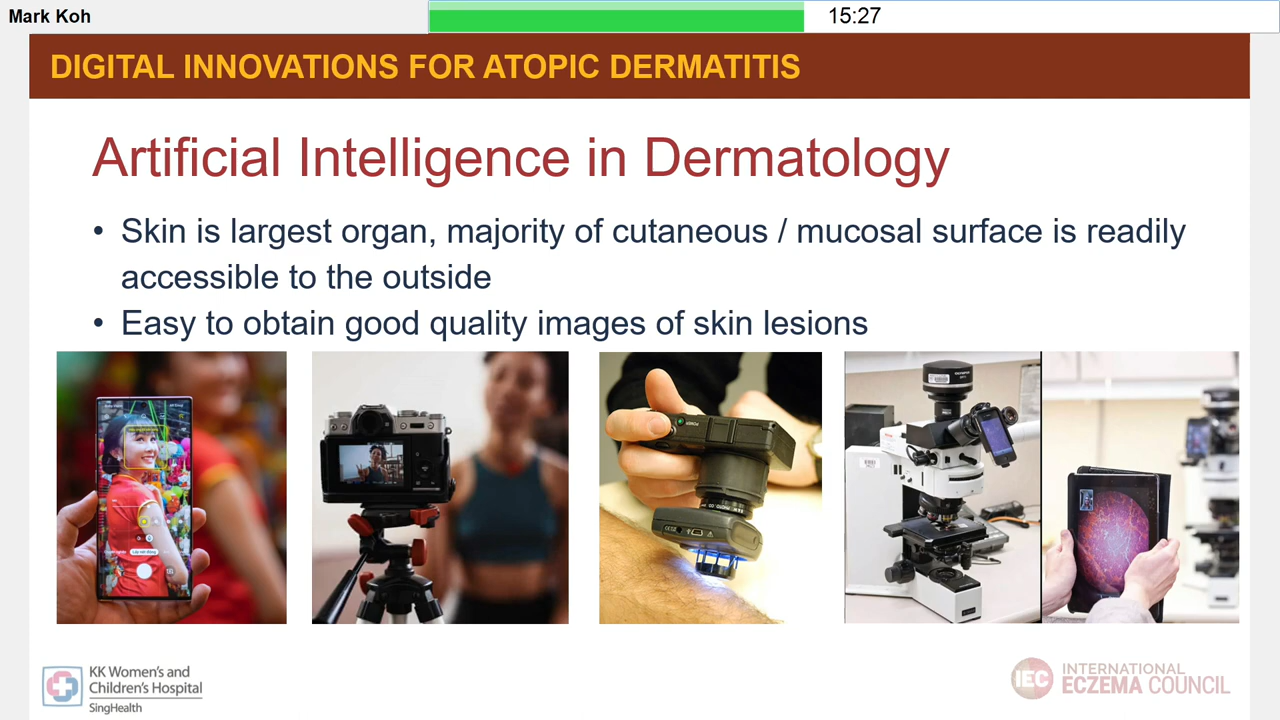 Mark Koh
15:27
DIGITAL INNOVATIONS FOR ATOPIC DERMATITIS
Artificial Intelligence in Dermatology
• Skin is largest organ, majority of cutaneous / mucosal surface is readily
accessible to the outside
• Easy to obtain good quality images of skin lesions
KK Women's and
Children's Hospital
SingHealth
IEC
INTERNATIONAL
ECZEMA COUNCIL